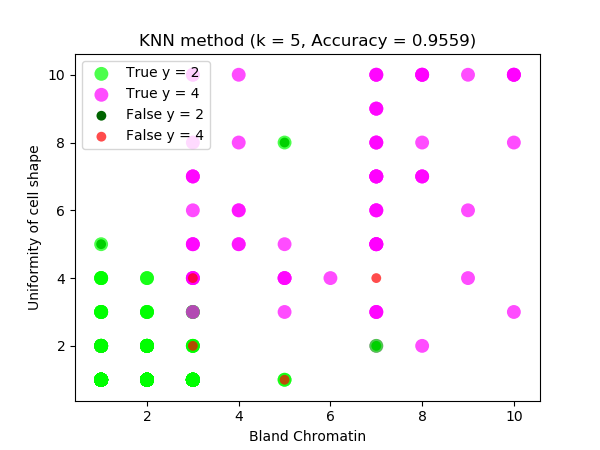 KNN method (k = 5, Accuracy = 0.9559)
True y = 2
True y = 4
False y = 2
False y = 4
10
8
6
4
2
Uniformity of cell shape
2 4 6 8 10
Bland Chromatin